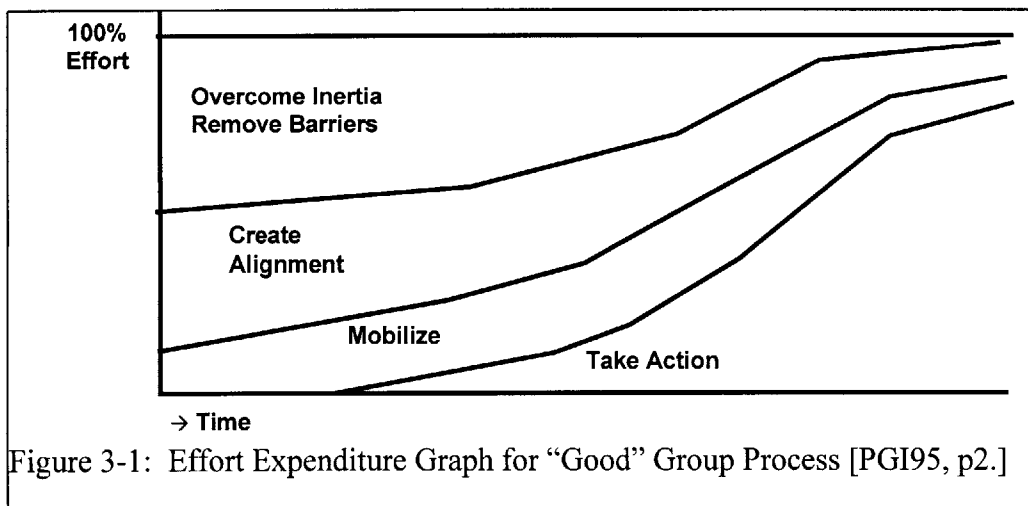 100%
Effort
Overcome Inertia
Remove Barriers
Create
Alignment
Mobilize
Take Action
→ Time
Figure 3-1: Effort Expenditure Graph for “Good” Group Process [PGI95, p2.]